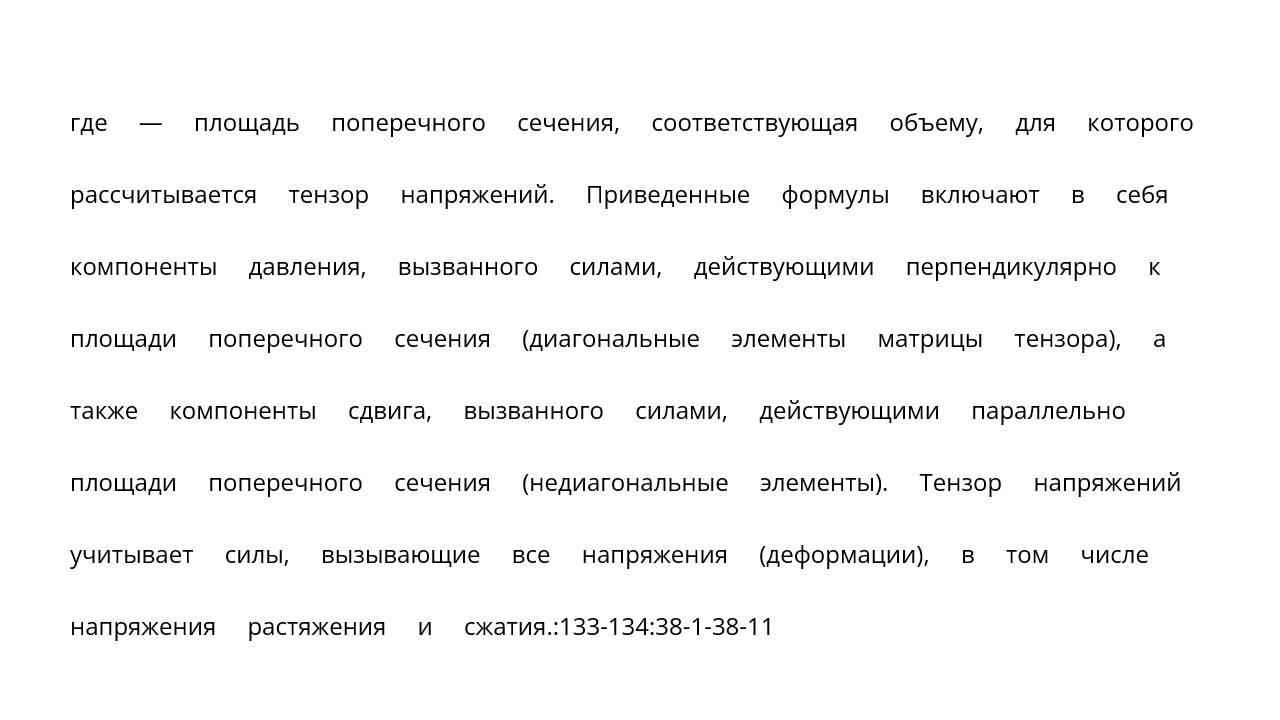 где — площадь поперечного сечения, соответствующая объему, для которого
рассчитывается тензор напряжений. Приведенные формулы включают в себя
компоненты давления, вызванного силами, действующими перпендикулярно к
площади поперечного сечения (диагональные элементы матрицы тензора), а
также компоненты сдвига, вызванного силами, действующими параллельно
площади поперечного сечения (недиагональные элементы). Тензор напряжений
учитывает силы, вызывающие все напряжения (деформации), в том числе
напряжения растяжения и сжатия.:133-134:38-1-38-11